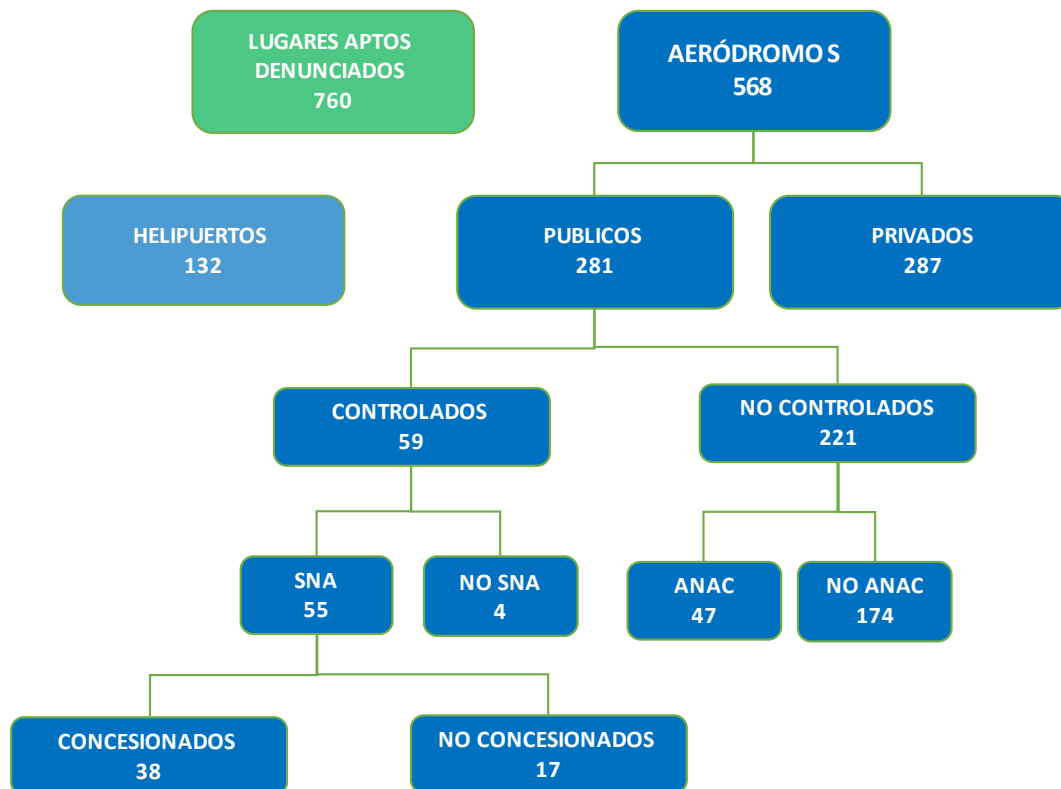 LUGARES APTOS
DENUNCIADOS
760
AERÓDROMO S
568
HELIPUERTOS
132
PUBLICOS
281
PRIVADOS
287
CONTROLADOS
59
NO CONTROLADOS
221
SNA
55
NO SNA
4
ANAC
47
NO ANAC
174
CONCESIONADOS
38
NO CONCESIONADOS
17